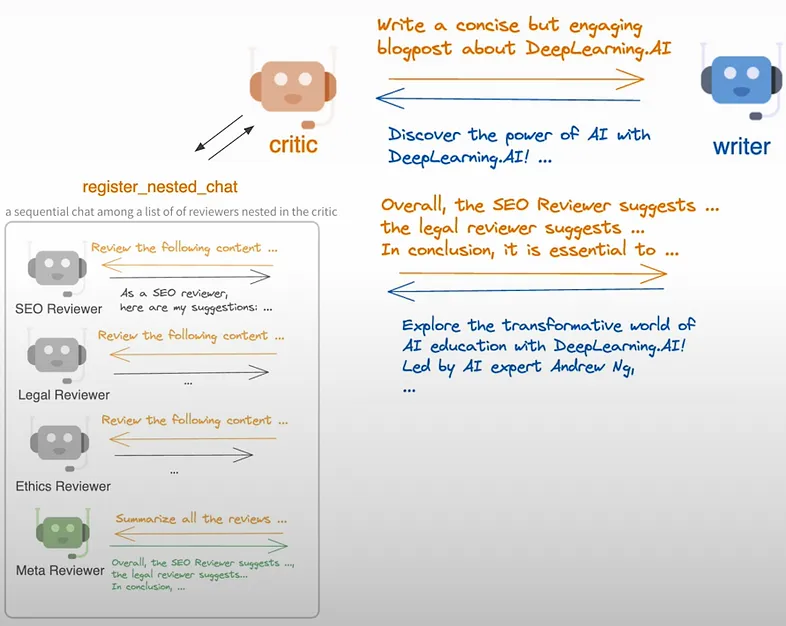 Write a concise but engaging
blogpost about DeepLearning.AI
critic
writer
Discover the power of AI with
DeepLearning.AI! ...
register_nested_chat
a sequential chat among a list of of reviewers nested in the critic
Overall, the SEO Reviewer suggests ...
the legal reviewer suggests ...
In conclusion, it is essential to ...
Explore the transformative world of
AI education with DeepLearning.AI!
Led by AI expert Andrew Ng,
...
Review the following content ...
As a SEO reviewer,
here are my suggestions: ...
SEO Reviewer
Review the following content ...
...
Legal Reviewer
Review the following content ...
...
Ethics Reviewer
Summarize all the reviews ...
Meta Reviewer
Overall, the SEO Reviewer suggests ...,
the legal reviewer suggests...
In conclusion, ...